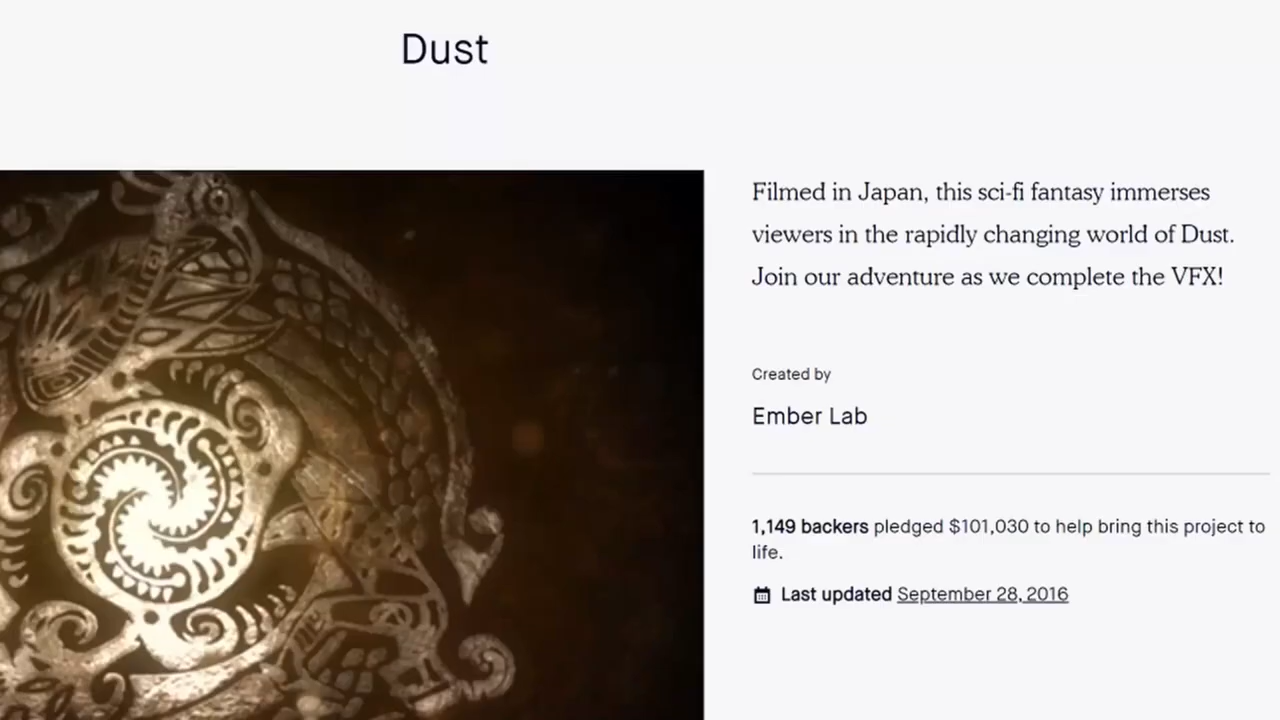 Dust
Filmed in Japan, this sci-fi fantasy immerses
viewers in the rapidly changing world of Dust.
Join our adventure as we complete the VFX!
Created by
Ember Lab
1,149 backers pledged $101,030 to help bring this project to
life.
Last updated September 28, 2016